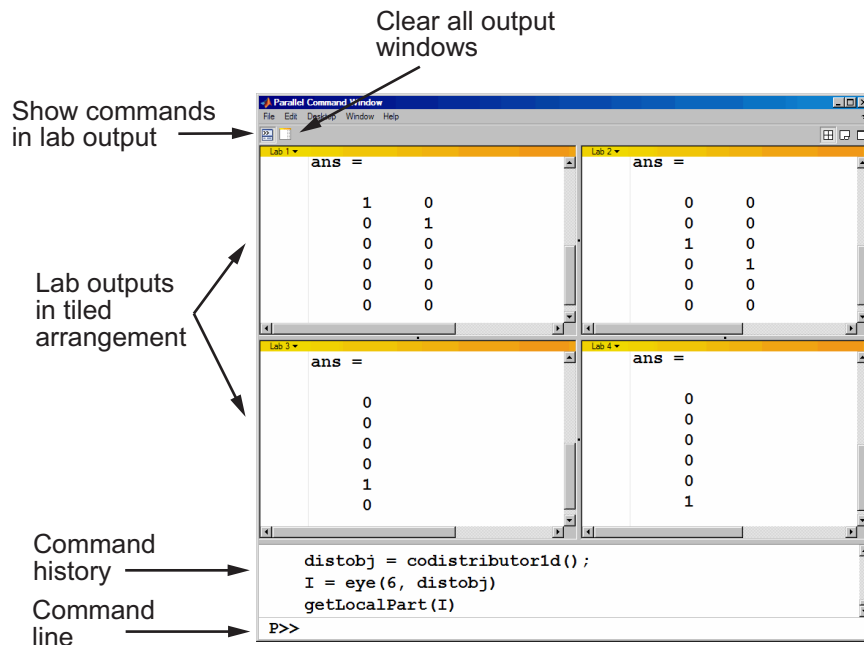 Clear all output
windows
Show commands
in lab output
Parallel Command Window
File Edit Desktop Window Help
Lab 1
ans =
1 0
0 1
0 0
0 0
0 0
0 0
Lab 2
ans =
0 0
0 0
1 0
0 1
0 0
0 0
Lab outputs
in tiled
arrangement
Lab 3
ans =
0
0
0
0
1
0
Lab 4
ans =
0
0
0
0
0
1
Command
history
distobj = codistributor1d();
I = eye(6, distobj)
getLocalPart(I)
Command
line
P>>